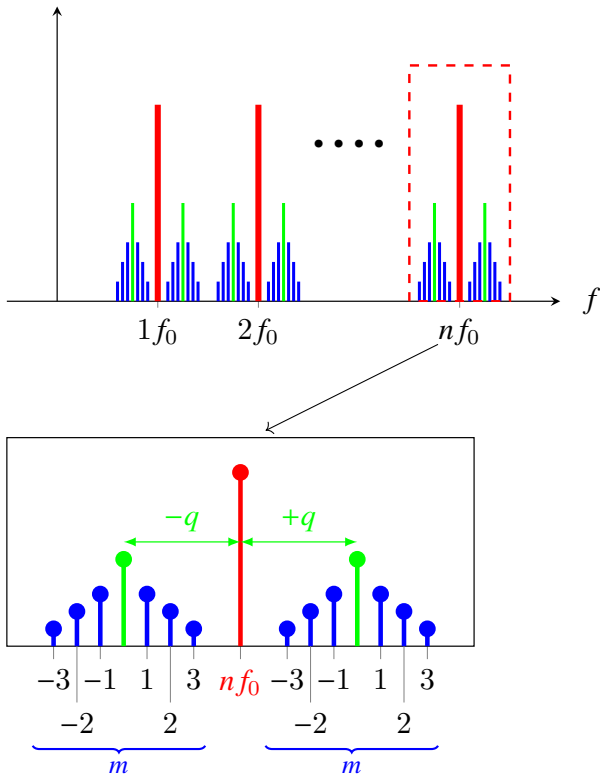 f
1f₀ 2f₀ nf₀
−q +q
−3 −1 1 3 nf₀ −3 −1 1 3
−2 2 −2 2
m m